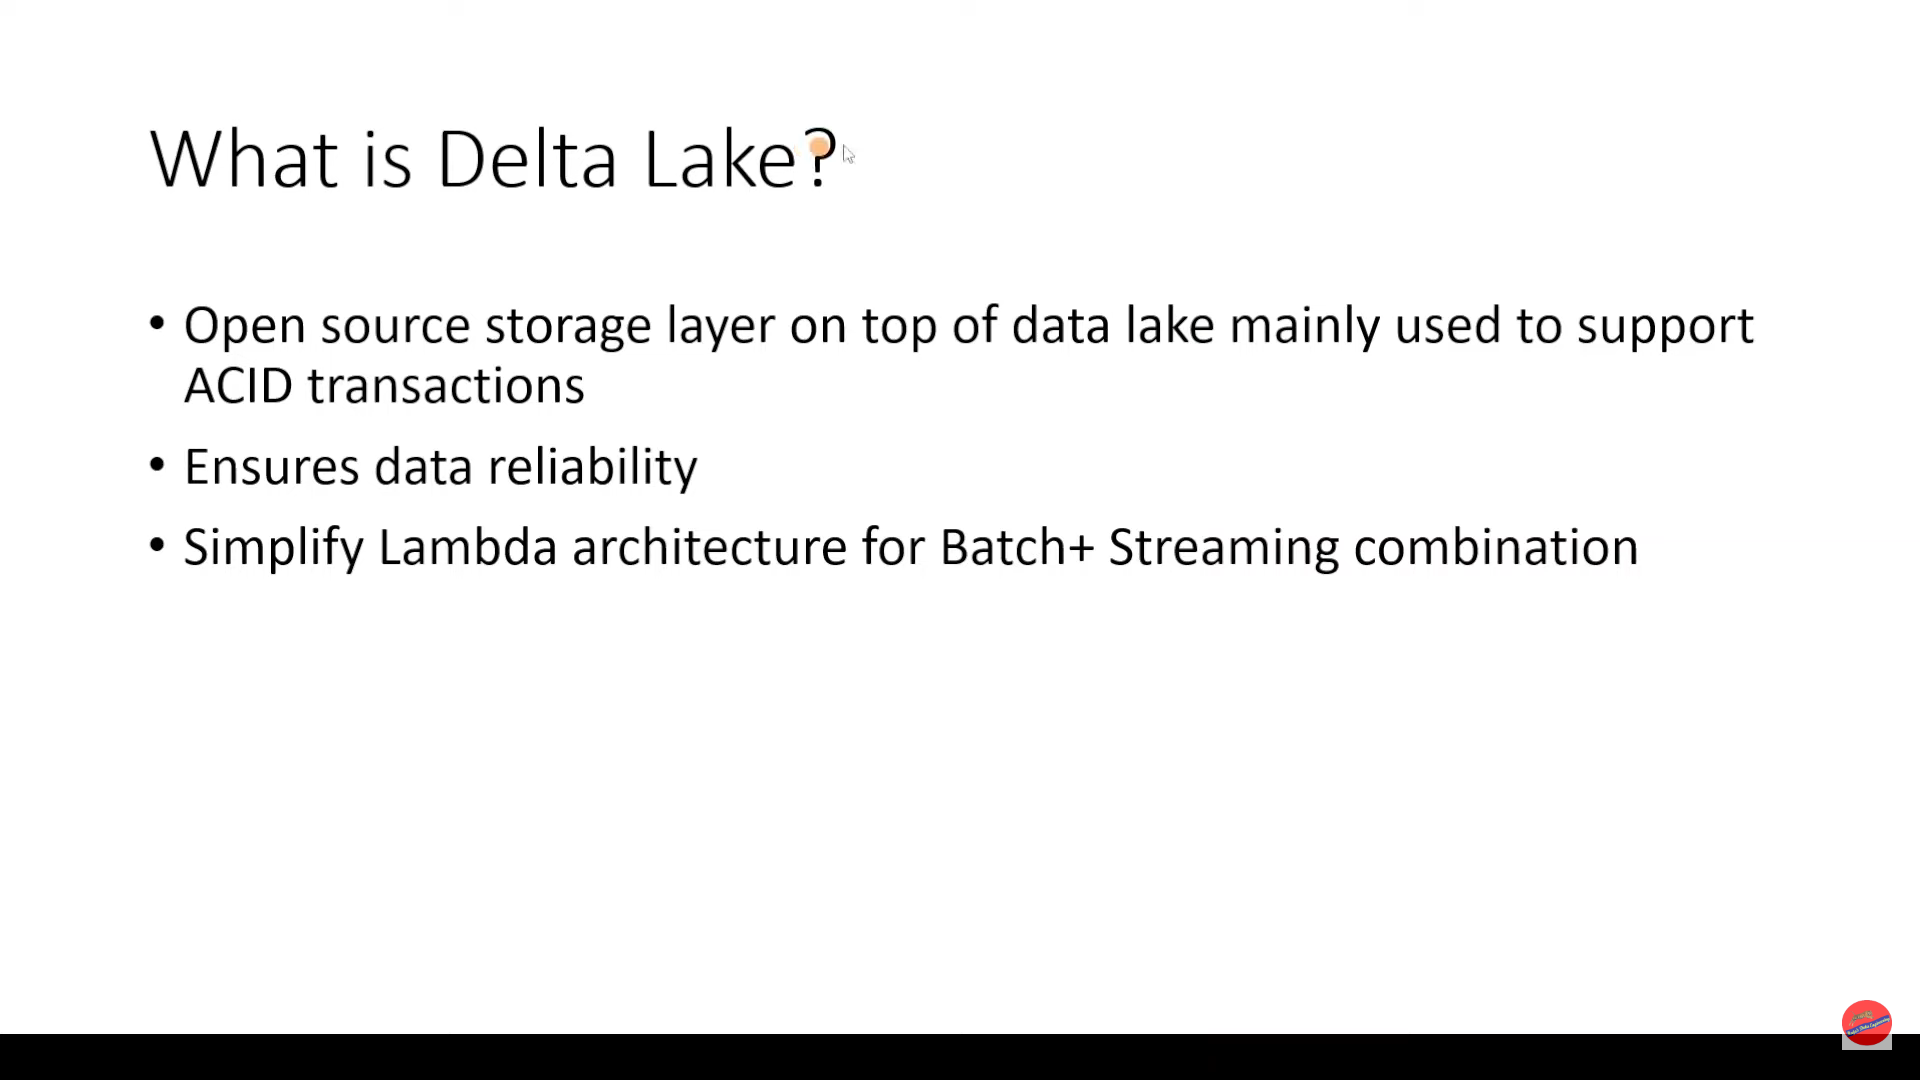 What is Delta Lake?
• Open source storage layer on top of data lake mainly used to support
ACID transactions
• Ensures data reliability
• Simplify Lambda architecture for Batch+ Streaming combination